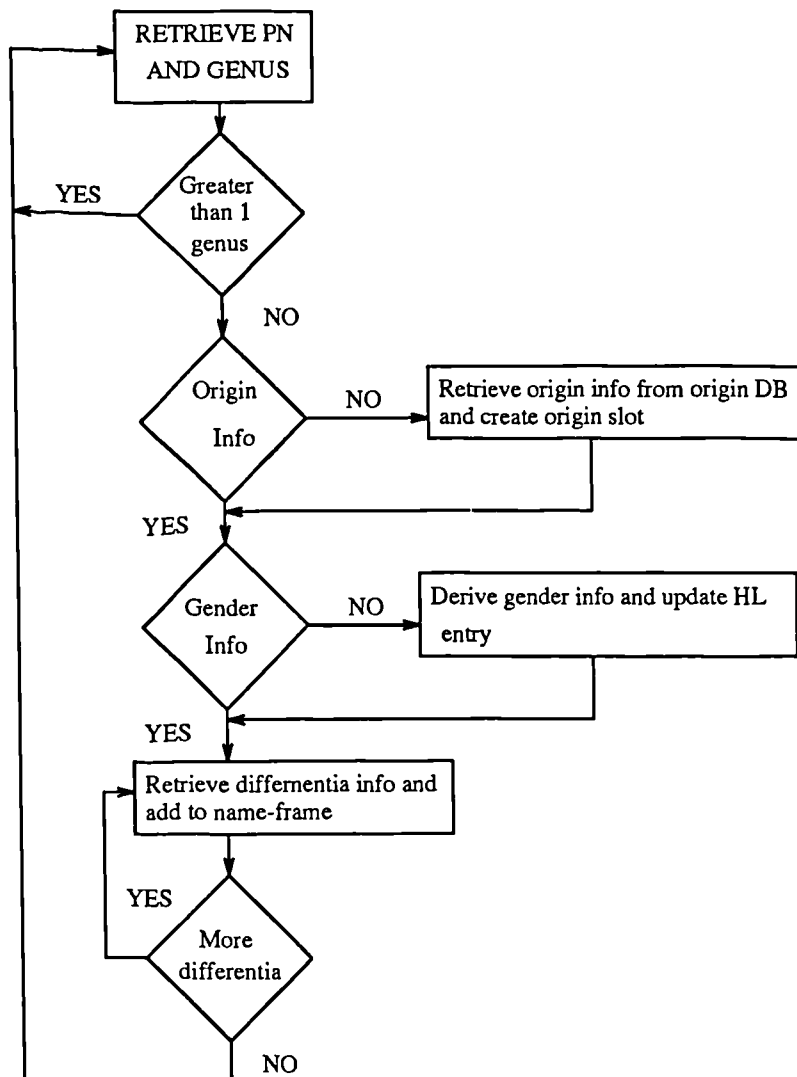 RETRIEVE PN
AND GENUS
YES
Greater
than 1
genus
NO
Origin
Info
NO
Retrieve origin info from origin DB
and create origin slot
YES
Gender
Info
NO
Derive gender info and update HL
entry
YES
Retrieve differnentia info and
add to name-frame
YES
More
differentia
NO